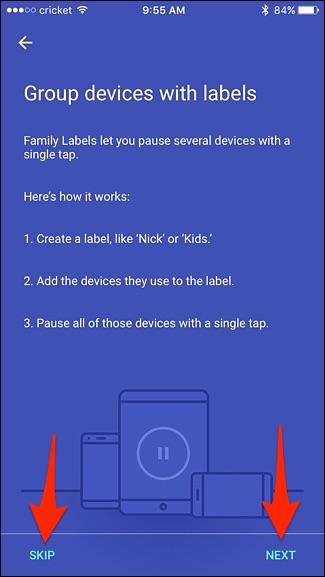 cricket 9:55 AM 84%
Group devices with labels
Family Labels let you pause several devices with a
single tap.
Here’s how it works:
1. Create a label, like ‘Nick’ or ‘Kids.’
2. Add the devices they use to the label.
3. Pause all of those devices with a single tap.
SKIP NEXT